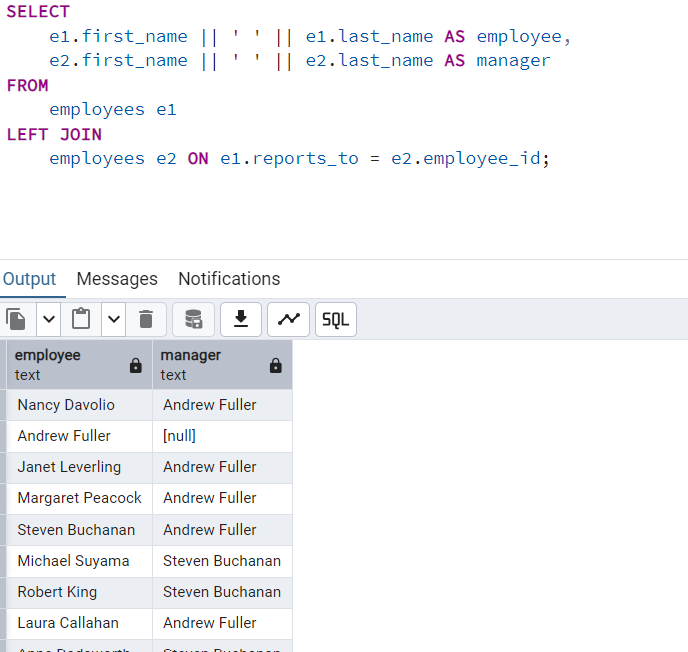 SELECT
e1.first_name || ' ' || e1.last_name AS employee,
e2.first_name || ' ' || e2.last_name AS manager
FROM
employees e1
LEFT JOIN
employees e2 ON e1.reports_to = e2.employee_id;
Output Messages Notifications
SQL
employee manager
text text
Nancy Davolio Andrew Fuller
Andrew Fuller [null]
Janet Leverling Andrew Fuller
Margaret Peacock Andrew Fuller
Steven Buchanan Andrew Fuller
Michael Suyama Steven Buchanan
Robert King Steven Buchanan
Laura Callahan Andrew Fuller
Steven Buchanan